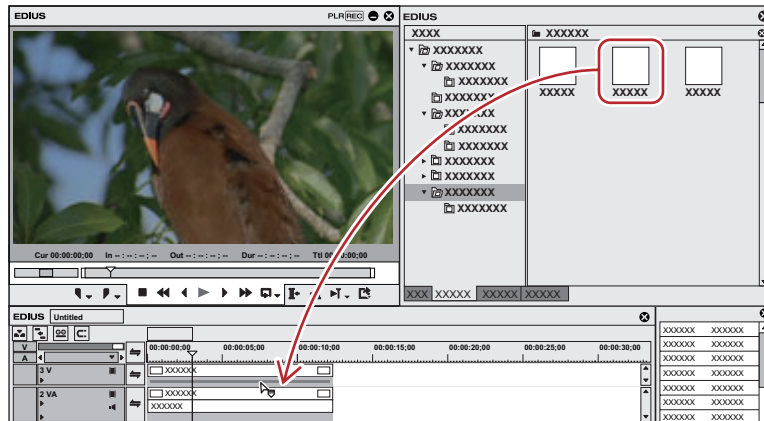 EDIUS PLR REC
Cur 00:00:00;00 In -- : -- : -- ; -- Out -- : -- : -- ; -- Dur -- : -- : -- ; -- Ttl 00:00:00;00
EDIUS
XXXX
XXXXXXX
XXXXXXX
XXXXXXX
XXXXXXX
XXXXXXX
XXXXXXX
XXXXXXX
XXXXXXX
XXXXXXX
XXXXXXX
XXXXXXX
XXXXXX
XXXXX XXXXX XXXXX
XXX XXXXX XXXXX XXXXX
EDIUS Untitled
V
A
00:00:00;00 00:00:05;00 00:00:10;00 00:00:15;00 00:00:20;00 00:00:25;00 00:00:30;00
3 V XXXXXX
2 VA XXXXXX
XXXXXX
XXXXXX XXXXXX
XXXXXX XXXXXX
XXXXXX XXXXXX
XXXXXX XXXXXX
XXXXXX XXXXXX
XXXXXX XXXXXX
XXXXXX XXXXXX